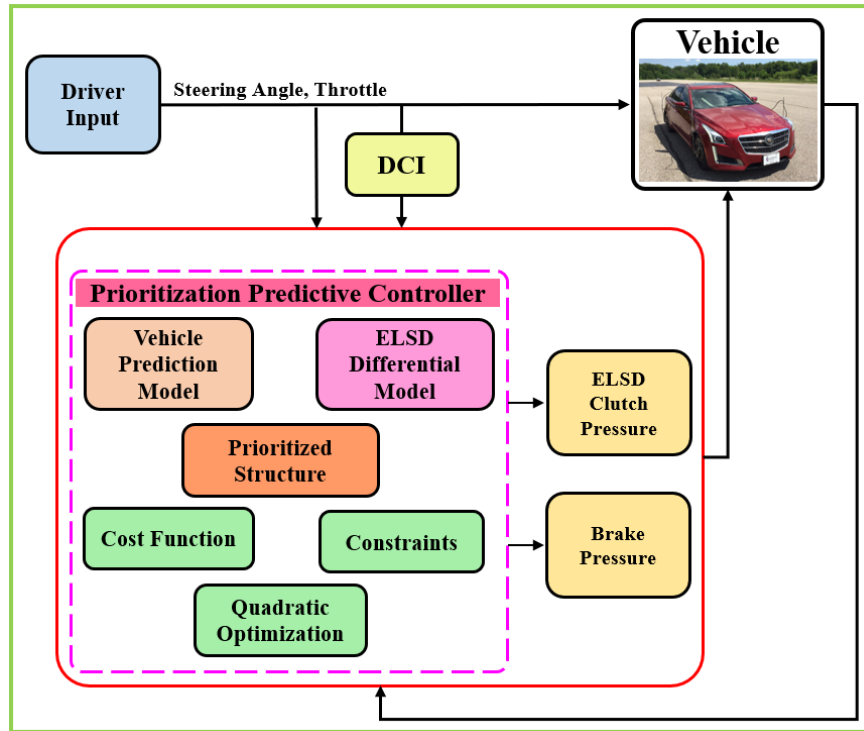 Vehicle
Driver
Input
Steering Angle, Throttle
DCI
Prioritization Predictive Controller
Vehicle
Prediction
Model
ELSD
Differential
Model
Prioritized
Structure
Cost Function
Constraints
Quadratic
Optimization
ELSD
Clutch
Pressure
Brake
Pressure